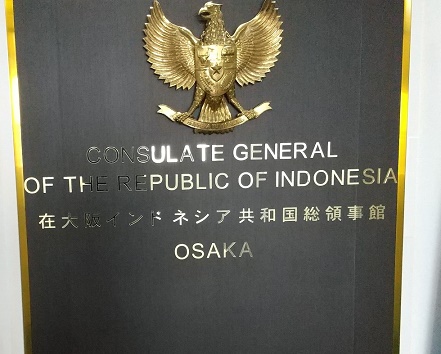 CONSULATE GENERAL
OF THE REPUBLIC OF INDONESIA
在大阪インドネシア共和国総領事館
OSAKA